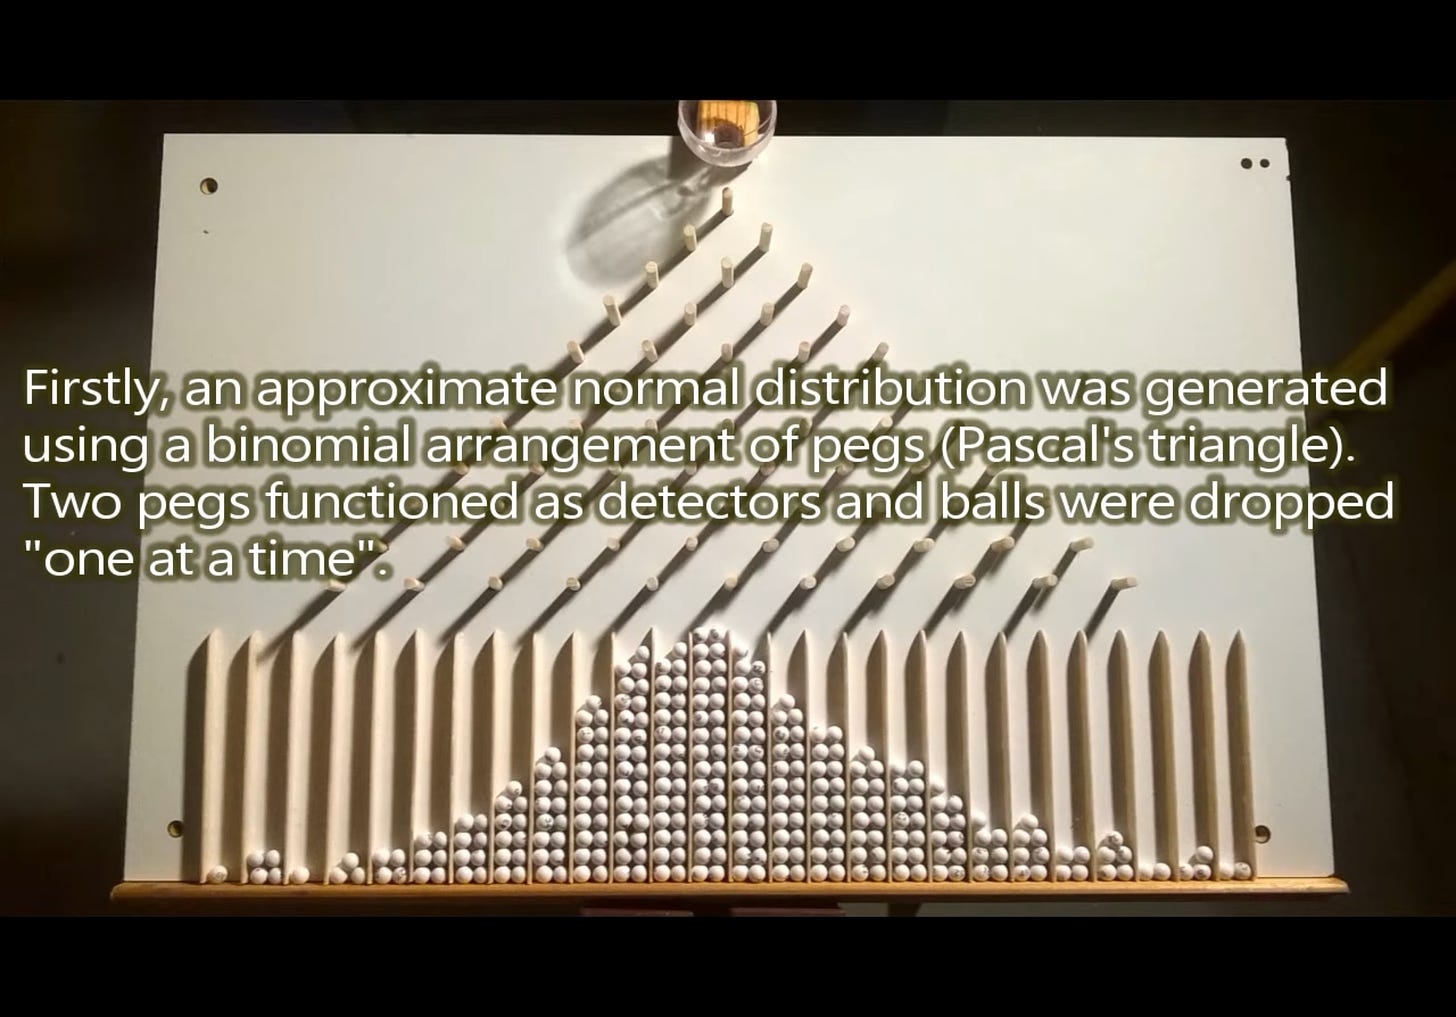 Firstly, an approximate normal distribution was generated
using a binomial arrangement of pegs (Pascal's triangle).
Two pegs functioned as detectors and balls were dropped
"one at a time".